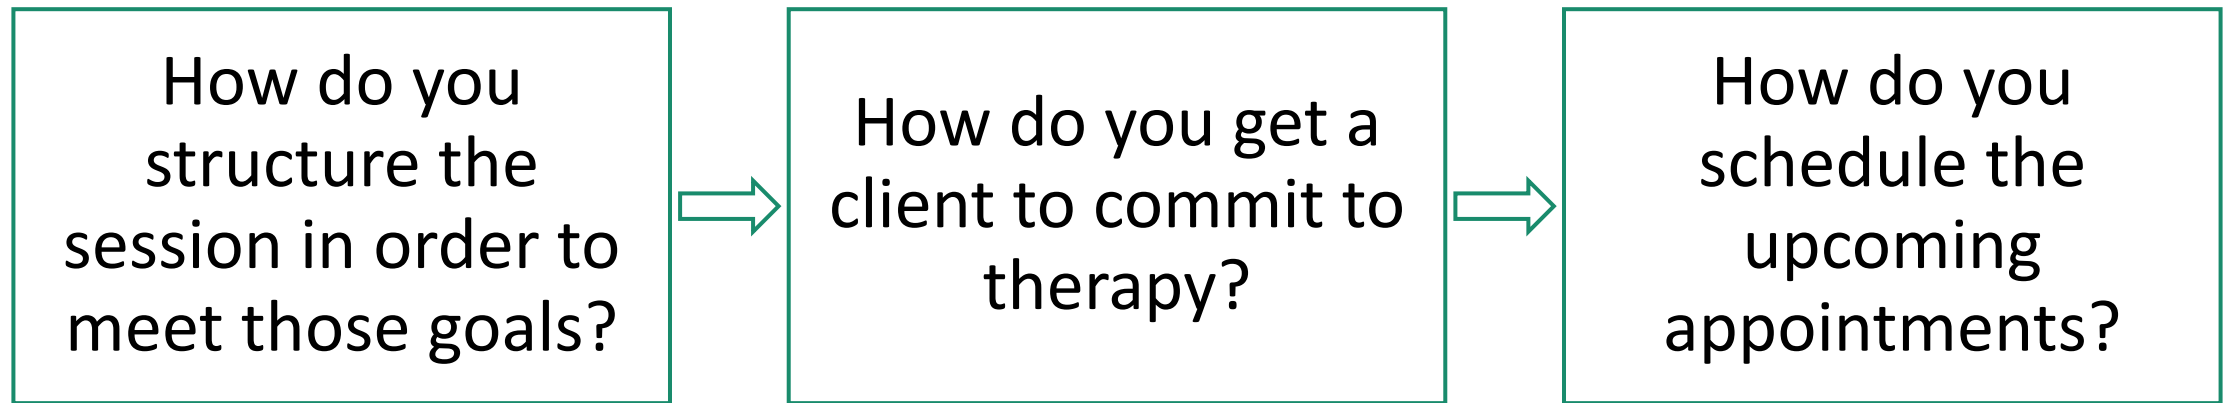 How do you
structure the
session in order to
meet those goals?
How do you get a
client to commit to
therapy?
How do you
schedule the
upcoming
appointments?